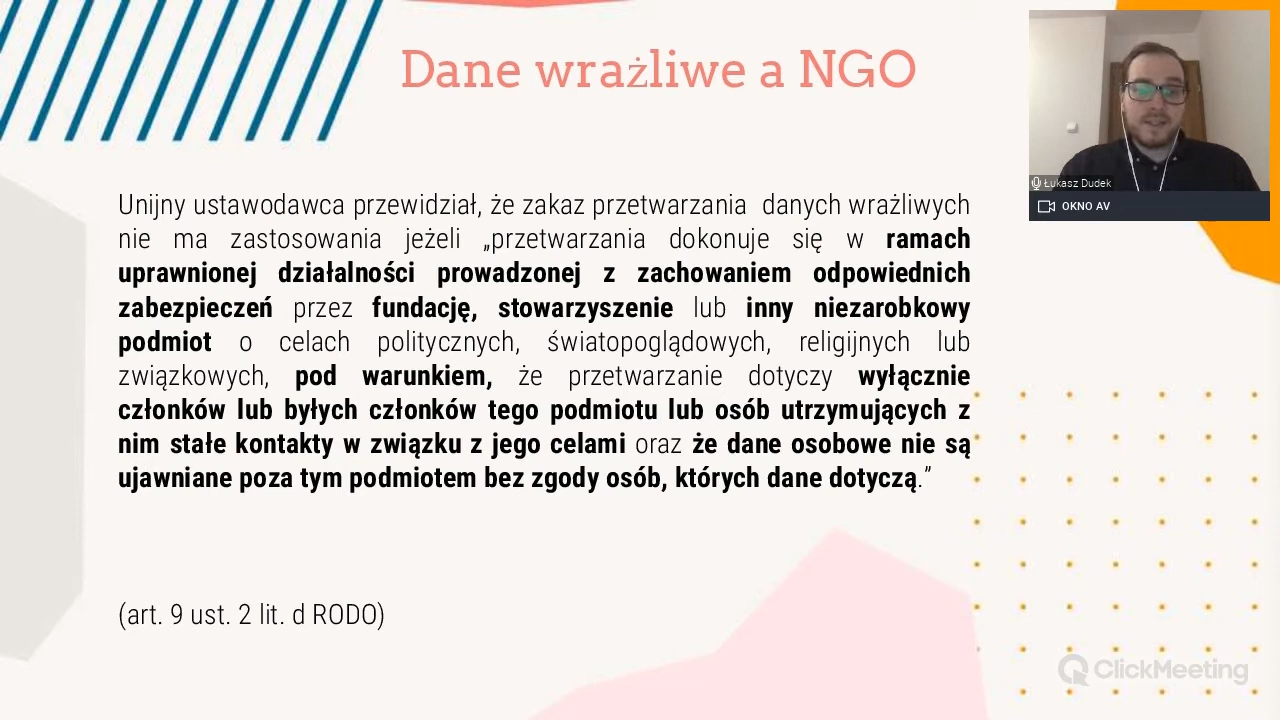 Dane wrażliwe a NGO
Unijny ustawodawca przewidział, że zakaz przetwarzania danych wrażliwych
nie ma zastosowania jeżeli „przetwarzania dokonuje się w ramach
uprawnionej działalności prowadzonej z zachowaniem odpowiednich
zabezpieczeń przez fundację, stowarzyszenie lub inny niezarobkowy
podmiot o celach politycznych, światopoglądowych, religijnych lub
związkowych, pod warunkiem, że przetwarzanie dotyczy wyłącznie
członków lub byłych członków tego podmiotu lub osób utrzymujących z
nim stałe kontakty w związku z jego celami oraz że dane osobowe nie są
ujawniane poza tym podmiotem bez zgody osób, których dane dotyczą.”
(art. 9 ust. 2 lit. d RODO)
Łukasz Dudek
OKNO AV
ClickMeeting